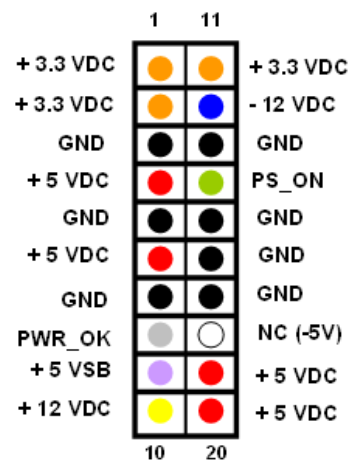 1 11
+ 3.3 VDC + 3.3 VDC
+ 3.3 VDC - 12 VDC
GND GND
+ 5 VDC PS_ON
GND GND
+ 5 VDC GND
GND GND
PWR_OK NC (-5V)
+ 5 VSB + 5 VDC
+ 12 VDC + 5 VDC
10 20